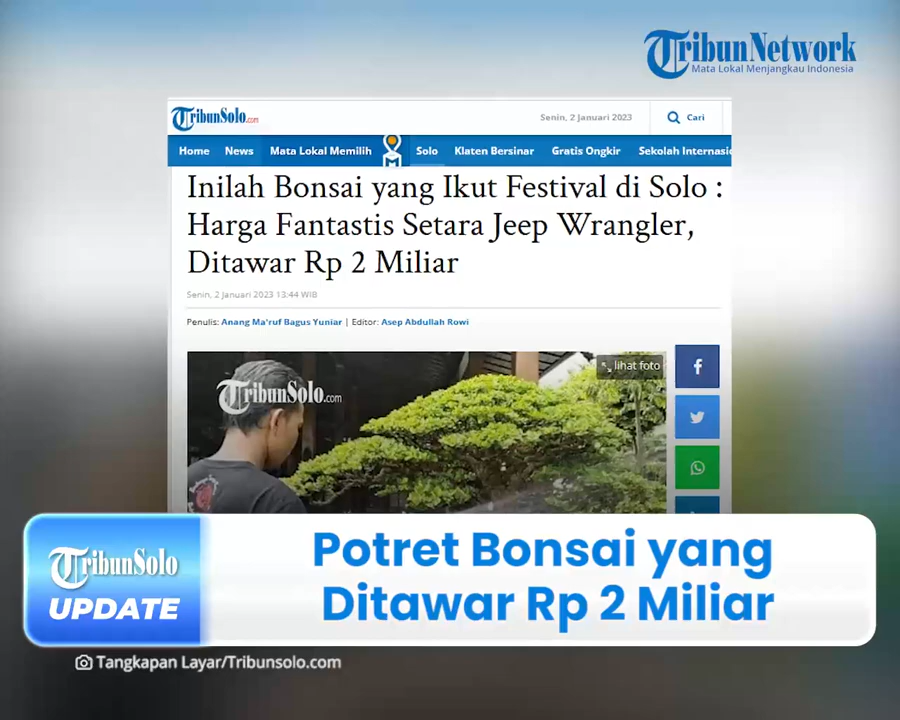 TribunNetwork
Mata Lokal Menjangkau Indonesia
TribunSolo.com
Senin, 2 Januari 2023
Cari
Home News Mata Lokal Memilih M Solo Klaten Bersinar Gratis Ongkir Sekolah Internasi
Inilah Bonsai yang Ikut Festival di Solo :
Harga Fantastis Setara Jeep Wrangler,
Ditawar Rp 2 Miliar
Senin, 2 Januari 2023 13:44 WIB
Penulis: Anang Ma'ruf Bagus Yuniar | Editor: Asep Abdullah Rowi
lihat foto
f
TribunSolo.com
TribunSolo
UPDATE
Potret Bonsai yang
Ditawar Rp 2 Miliar
Tangkapan Layar/Tribunsolo.com